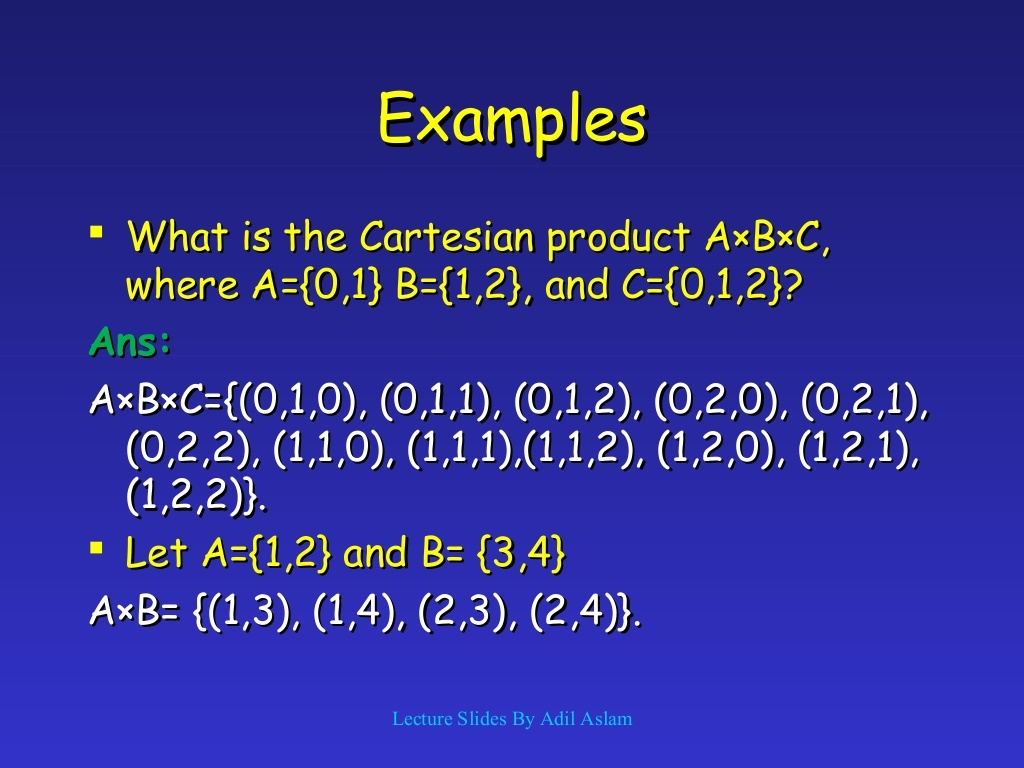 Examples
▪ What is the Cartesian product A×B×C,
where A={0,1} B={1,2}, and C={0,1,2}?
Ans:
A×B×C={(0,1,0), (0,1,1), (0,1,2), (0,2,0), (0,2,1),
(0,2,2), (1,1,0), (1,1,1),(1,1,2), (1,2,0), (1,2,1),
(1,2,2)}.
▪ Let A={1,2} and B= {3,4}
A×B= {(1,3), (1,4), (2,3), (2,4)}.
Lecture Slides By Adil Aslam